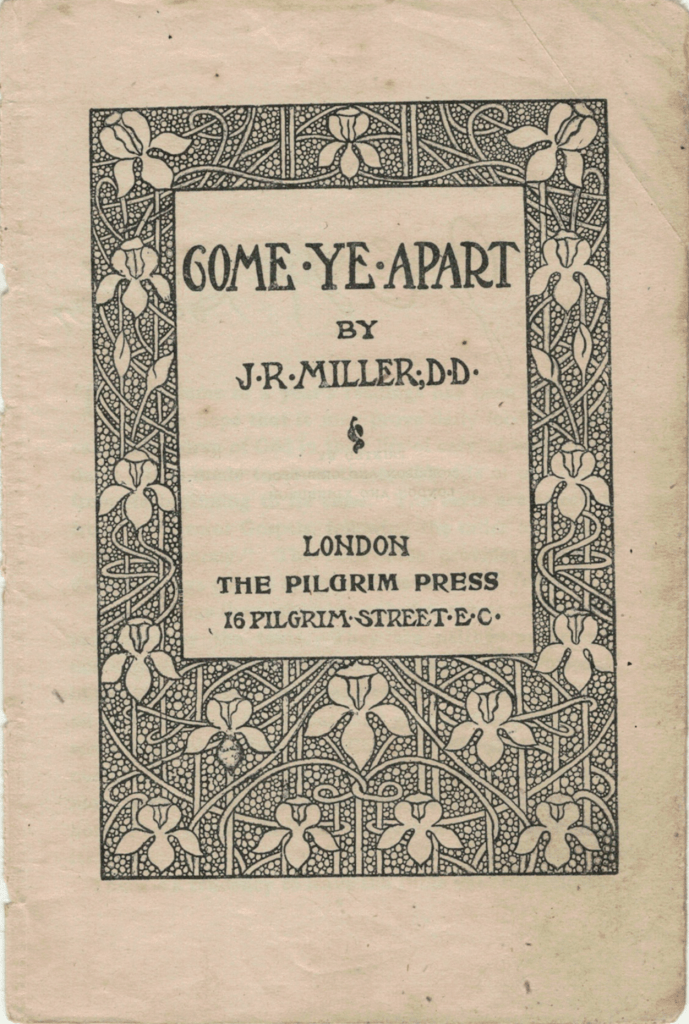 COME·YE·APART
BY
J·R·MILLER;D·D·
LONDON
THE PILGRIM PRESS
16 PILGRIM·STREET·E·C·